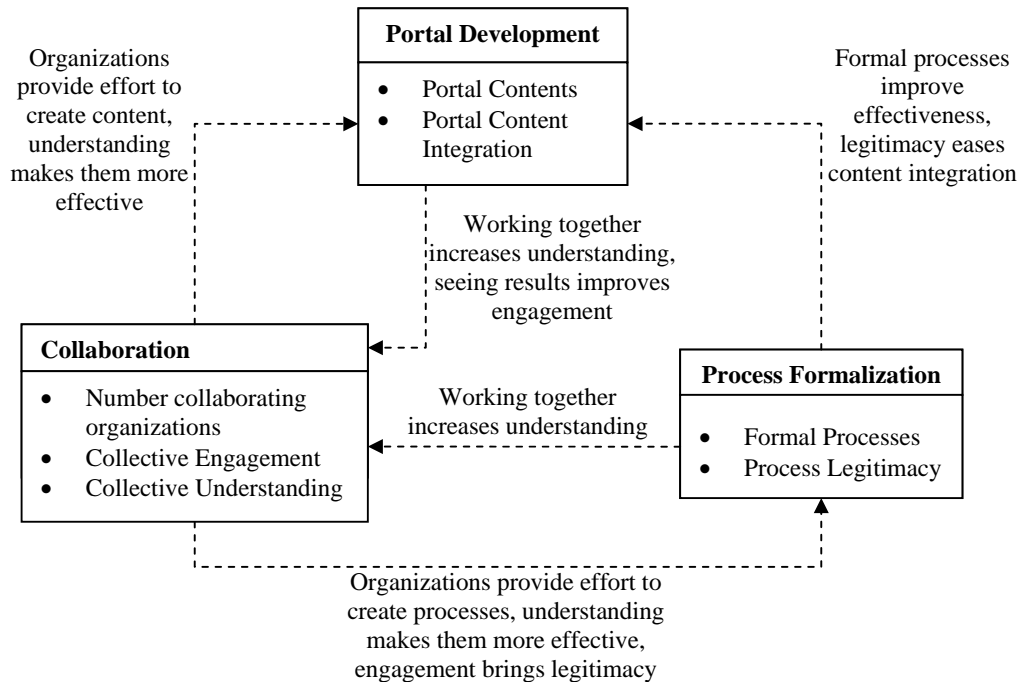 Portal Development
• Portal Contents
• Portal Content
Integration
Organizations
provide effort to
create content,
understanding
makes them more
effective
Formal processes
improve
effectiveness,
legitimacy eases
content integration
Working together
increases understanding,
seeing results improves
engagement
Collaboration
• Number collaborating
organizations
• Collective Engagement
• Collective Understanding
Working together
increases understanding
Process Formalization
• Formal Processes
• Process Legitimacy
Organizations provide effort to
create processes, understanding
makes them more effective,
engagement brings legitimacy